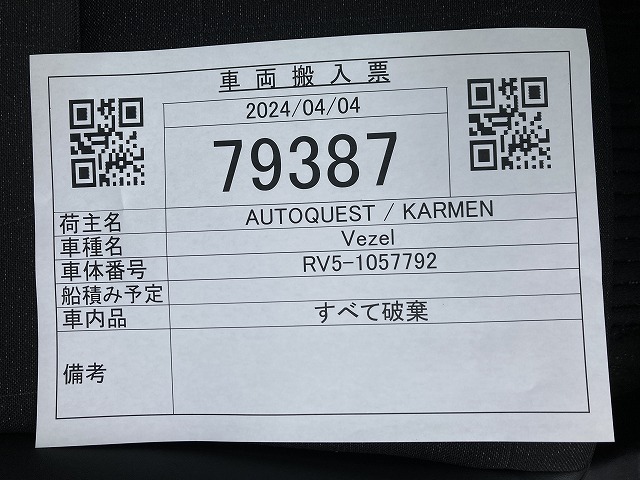 車両搬入票
2024/04/04
79387
荷主名 AUTOQUEST / KARMEN
車種名 Vezel
車体番号 RV5-1057792
船積み予定
車内品 すべて破棄
備考